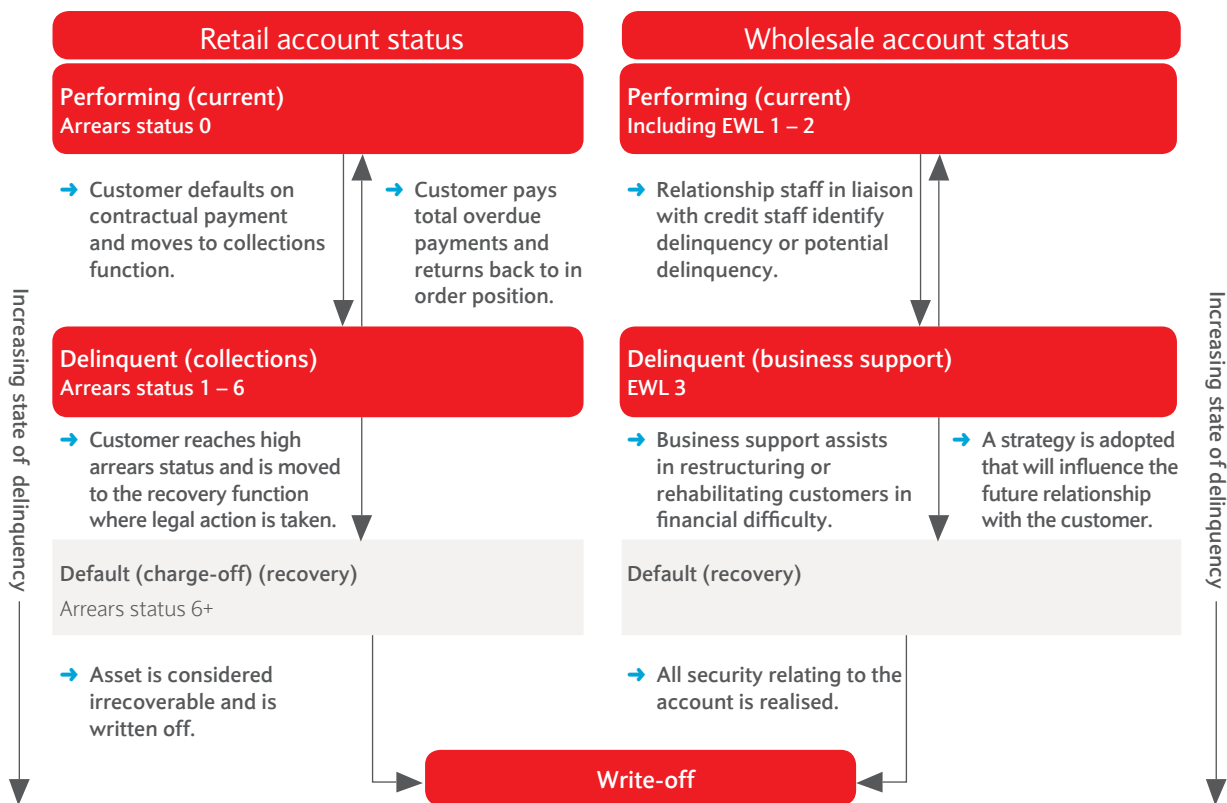 Retail account status
Wholesale account status
Performing (current)
Arrears status 0
Performing (current)
Including EWL 1 – 2
Customer defaults on
contractual payment
and moves to collections
function.
Customer pays
total overdue
payments and
returns back to in
order position.
Relationship staff in liaison
with credit staff identify
delinquency or potential
delinquency.
Increasing state of delinquency
Increasing state of delinquency
Delinquent (collections)
Arrears status 1 – 6
Delinquent (business support)
EWL 3
Customer reaches high
arrears status and is moved
to the recovery function
where legal action is taken.
Business support assists
in restructuring or
rehabilitating customers in
financial difficulty.
A strategy is adopted
that will influence the
future relationship
with the customer.
Default (charge-off) (recovery)
Arrears status 6+
Default (recovery)
Asset is considered
irrecoverable and is
written off.
All security relating to the
account is realised.
Write-off